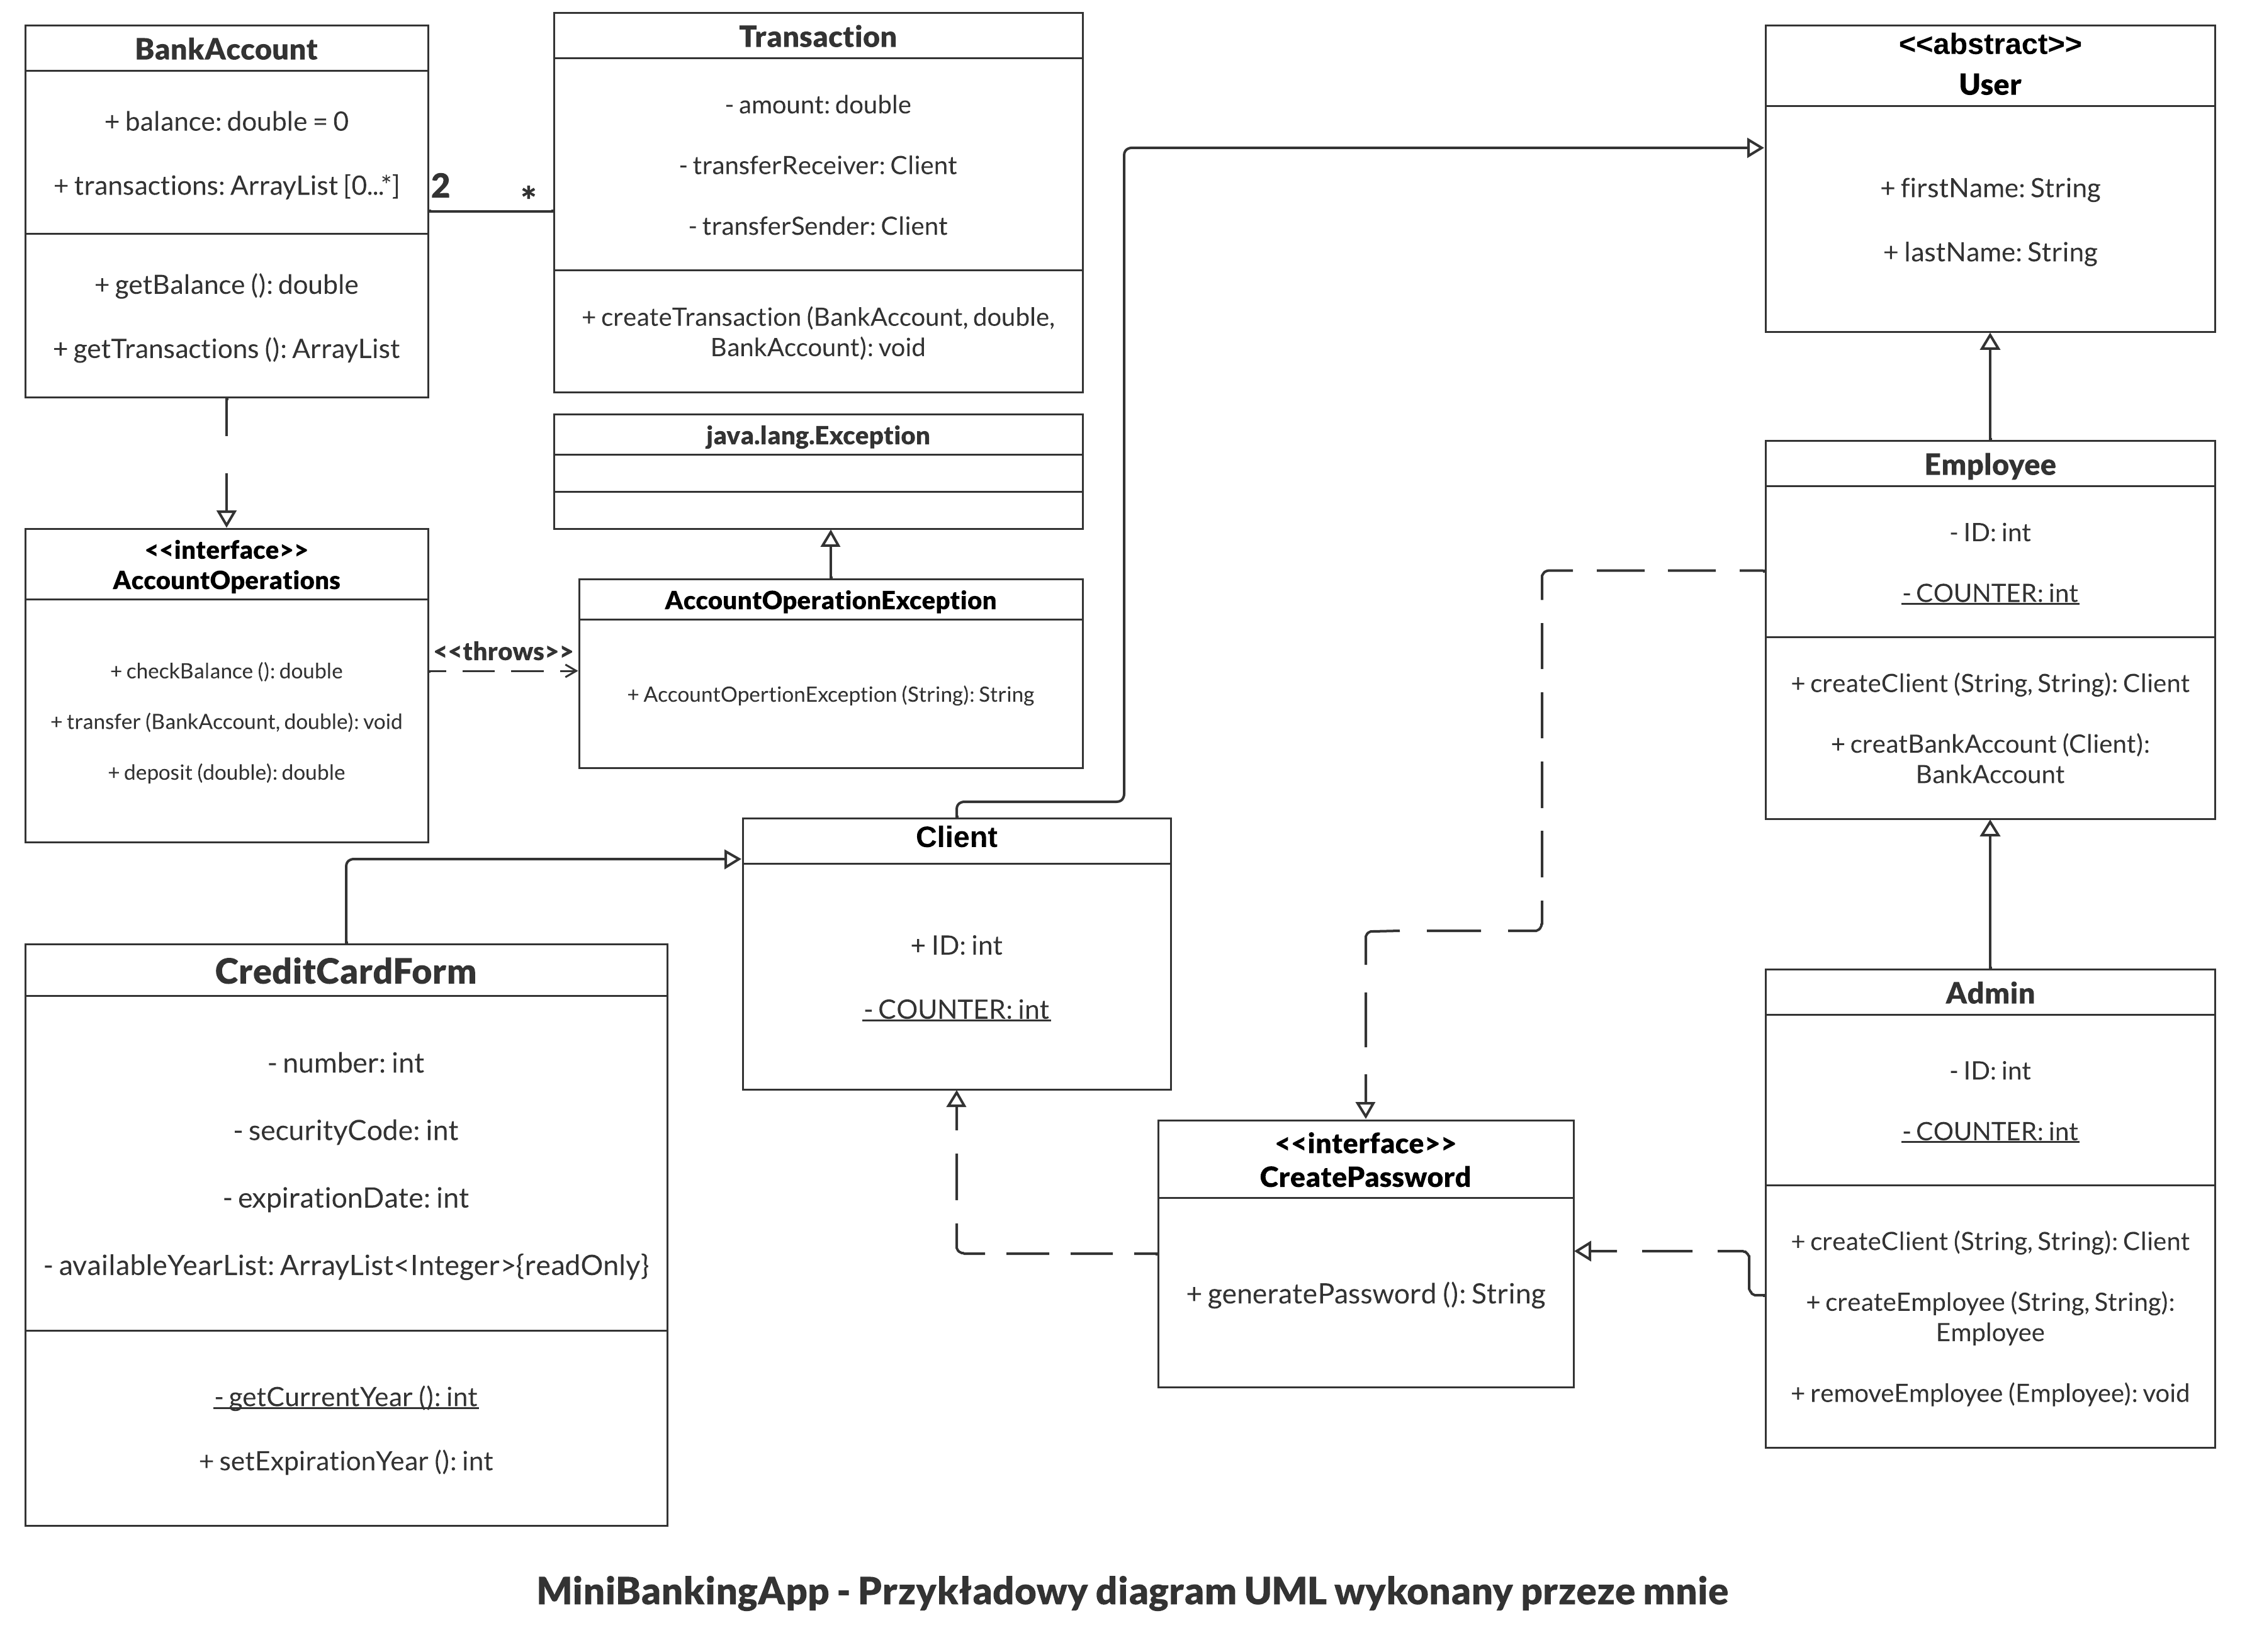 BankAccount
+ balance: double = 0
+ transactions: ArrayList [0...*]
+ getBalance (): double
+ getTransactions (): ArrayList
2
*
Transaction
- amount: double
- transferReceiver: Client
- transferSender: Client
+ createTransaction (BankAccount, double,
BankAccount): void
java.lang.Exception
<<interface>>
AccountOperations
+ checkBalance (): double
+ transfer (BankAccount, double): void
+ deposit (double): double
<<throws>>
AccountOperationException
+ AccountOpertionException (String): String
<<abstract>>
User
+ firstName: String
+ lastName: String
Employee
- ID: int
- COUNTER: int
+ createClient (String, String): Client
+ creatBankAccount (Client):
BankAccount
Client
+ ID: int
- COUNTER: int
CreditCardForm
- number: int
- securityCode: int
- expirationDate: int
- availableYearList: ArrayList<Integer>{readOnly}
- getCurrentYear (): int
+ setExpirationYear (): int
<<interface>>
CreatePassword
+ generatePassword (): String
Admin
- ID: int
- COUNTER: int
+ createClient (String, String): Client
+ createEmployee (String, String):
Employee
+ removeEmployee (Employee): void
MiniBankingApp - Przykładowy diagram UML wykonany przeze mnie